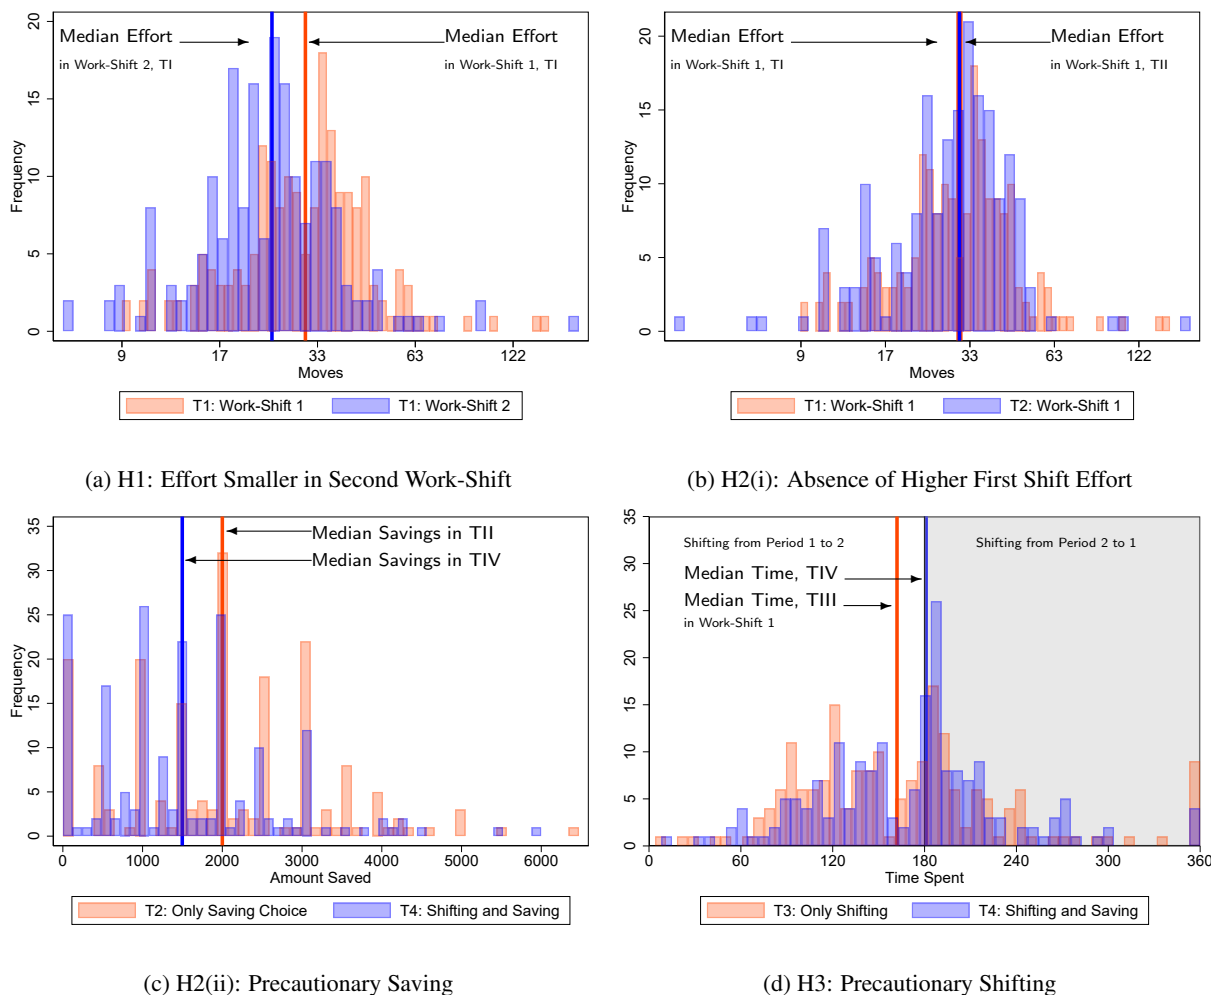 Median Effort
in Work-Shift 2, TI
Median Effort
in Work-Shift 1, TI
Frequency
0
5
10
15
20
9
17
33
63
122
Moves
T1: Work-Shift 1
T1: Work-Shift 2
(a) H1: Effort Smaller in Second Work-Shift
Median Effort
in Work-Shift 1, TI
Median Effort
in Work-Shift 1, TII
Frequency
0
5
10
15
20
9
17
33
63
122
Moves
T1: Work-Shift 1
T2: Work-Shift 1
(b) H2(i): Absence of Higher First Shift Effort
Median Savings in TII
Median Savings in TIV
Frequency
0
5
10
15
20
25
30
35
0
1000
2000
3000
4000
5000
6000
Amount Saved
T2: Only Saving Choice
T4: Shifting and Saving
(c) H2(ii): Precautionary Saving
Shifting from Period 1 to 2
Shifting from Period 2 to 1
Median Time, TIV
Median Time, TIII
in Work-Shift 1
Frequency
0
5
10
15
20
25
30
35
0
60
120
180
240
300
360
Time Spent
T3: Only Shifting
T4: Shifting and Saving
(d) H3: Precautionary Shifting